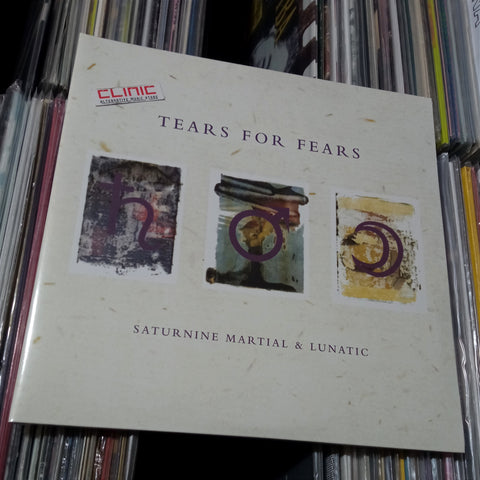 CLINIC
ALTERNATIVE MUSIC STORE
TEARS FOR FEARS
SATURNINE MARTIAL & LUNATIC